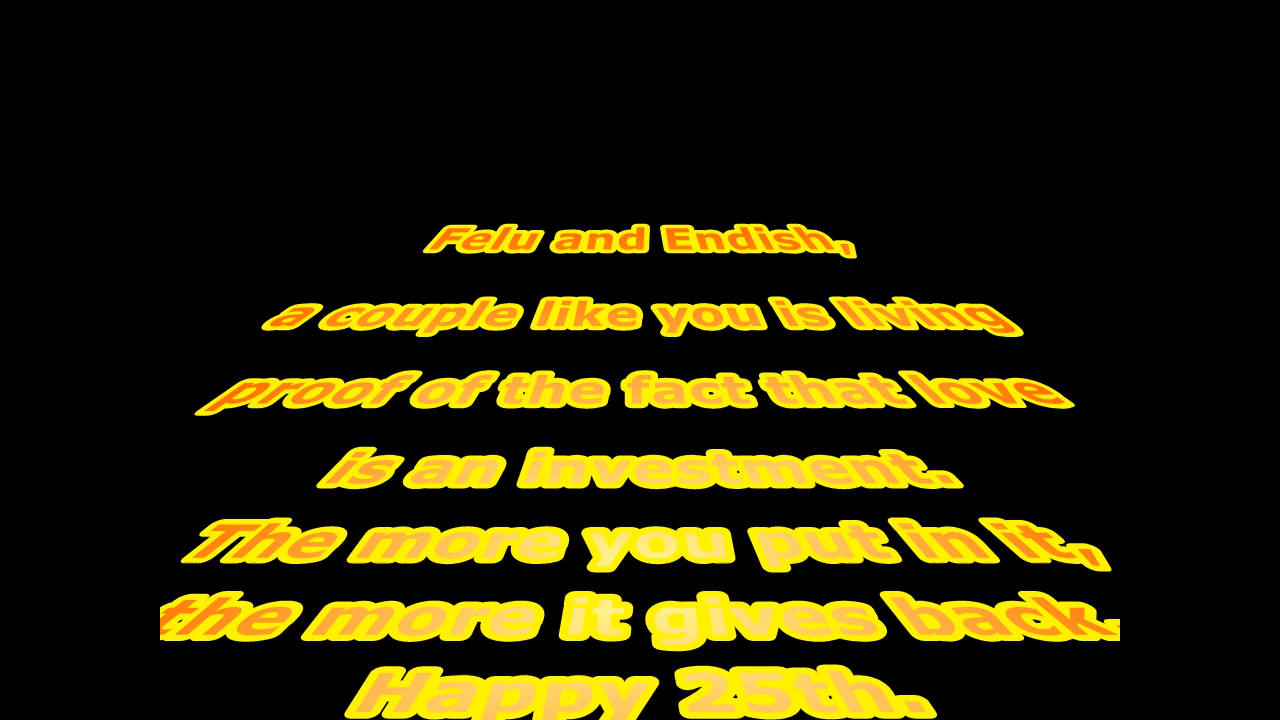 Felu and Endish,
a couple like you is living
proof of the fact that love
is an investment.
The more you put in it,
the more it gives back.
Happy 25th.